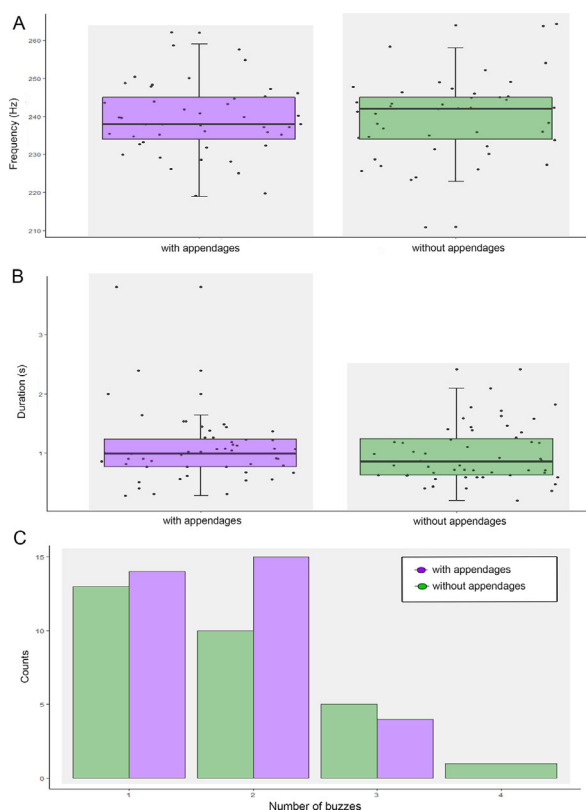 A
260
250
240
230
220
210
Frequency (Hz)
with appendages
without appendages
B
3
2
1
Duration (s)
with appendages
without appendages
C
15
10
5
0
Counts
with appendages
without appendages
1
2
3
4
Number of buzzes